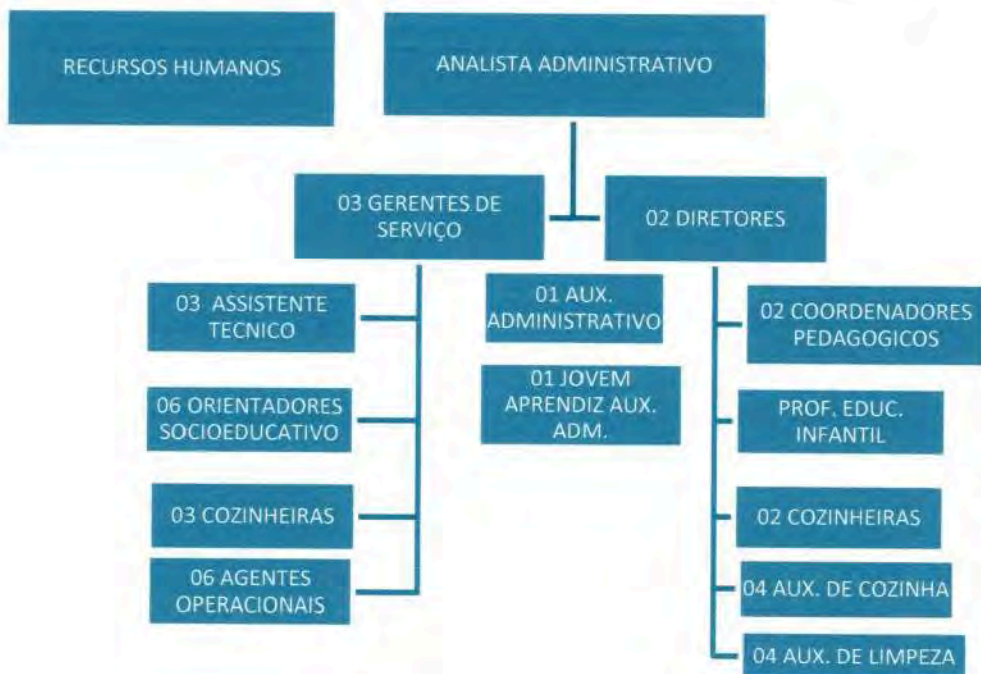 RECURSOS HUMANOS
ANALISTA ADMINISTRATIVO
03 GERENTES DE
SERVIÇO
02 DIRETORES
03 ASSISTENTE
TECNICO
01 AUX.
ADMINISTRATIVO
02 COORDENADORES
PEDAGOGICOS
06 ORIENTADORES
SOCIOEDUCATIVO
01 JOVEM
APRENDIZ AUX.
ADM.
PROF. EDUC.
INFANTIL
03 COZINHEIRAS
02 COZINHEIRAS
06 AGENTES
OPERACIONAIS
04 AUX. DE COZINHA
04 AUX. DE LIMPEZA